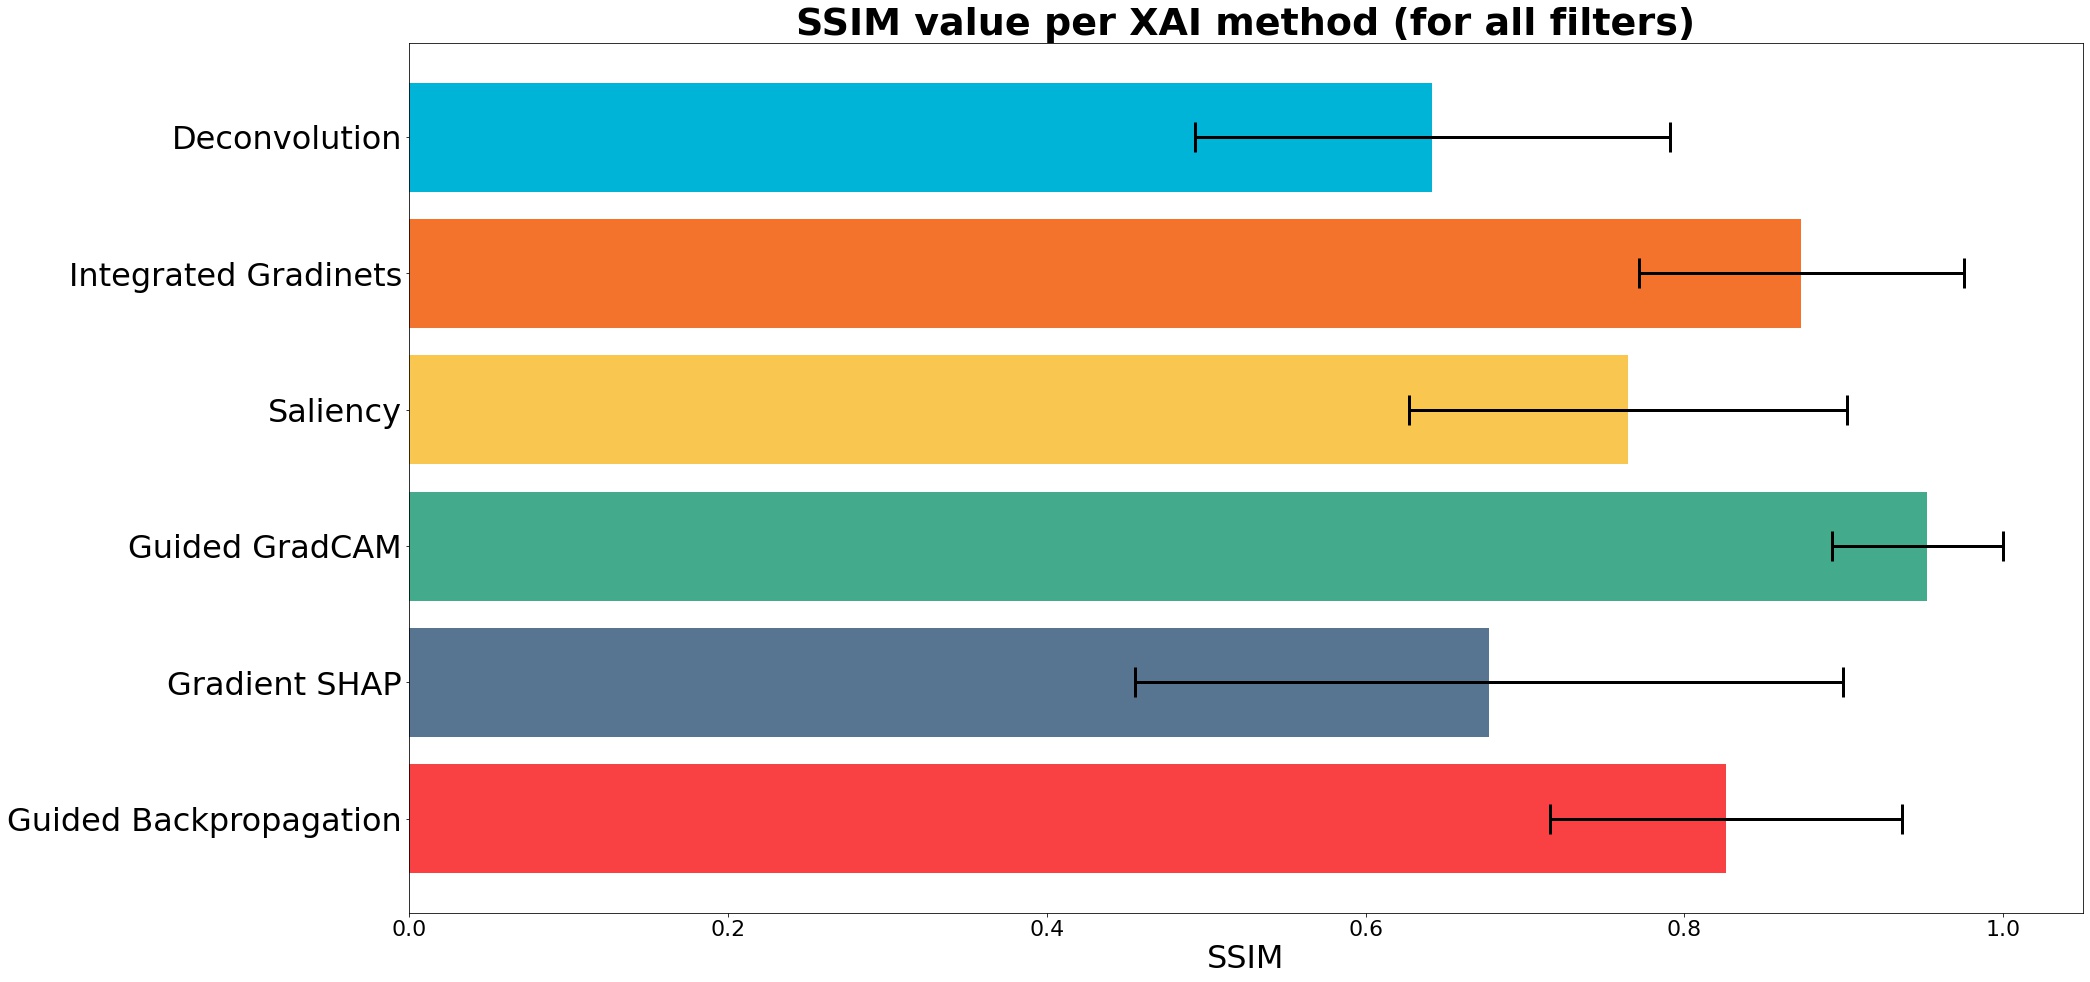 SSIM value per XAI method (for all filters)
Deconvolution
Integrated Gradinets
Saliency
Guided GradCAM
Gradient SHAP
Guided Backpropagation
0.0 0.2 0.4 0.6 0.8 1.0
SSIM